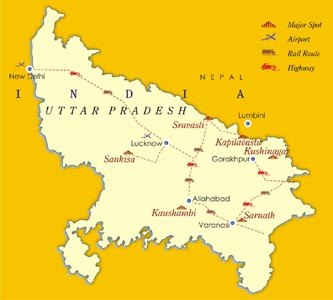 Major Spot
Airport
Rail Route
Highway
New Delhi
NEPAL
INDIA
UTTAR PRADESH
Lumbini
Sravasti
Kapilavastu
Kushinagar
Lucknow
Gorakhpur
Sankisa
Allahabad
Kaushambi
Sarnath
Varanasi